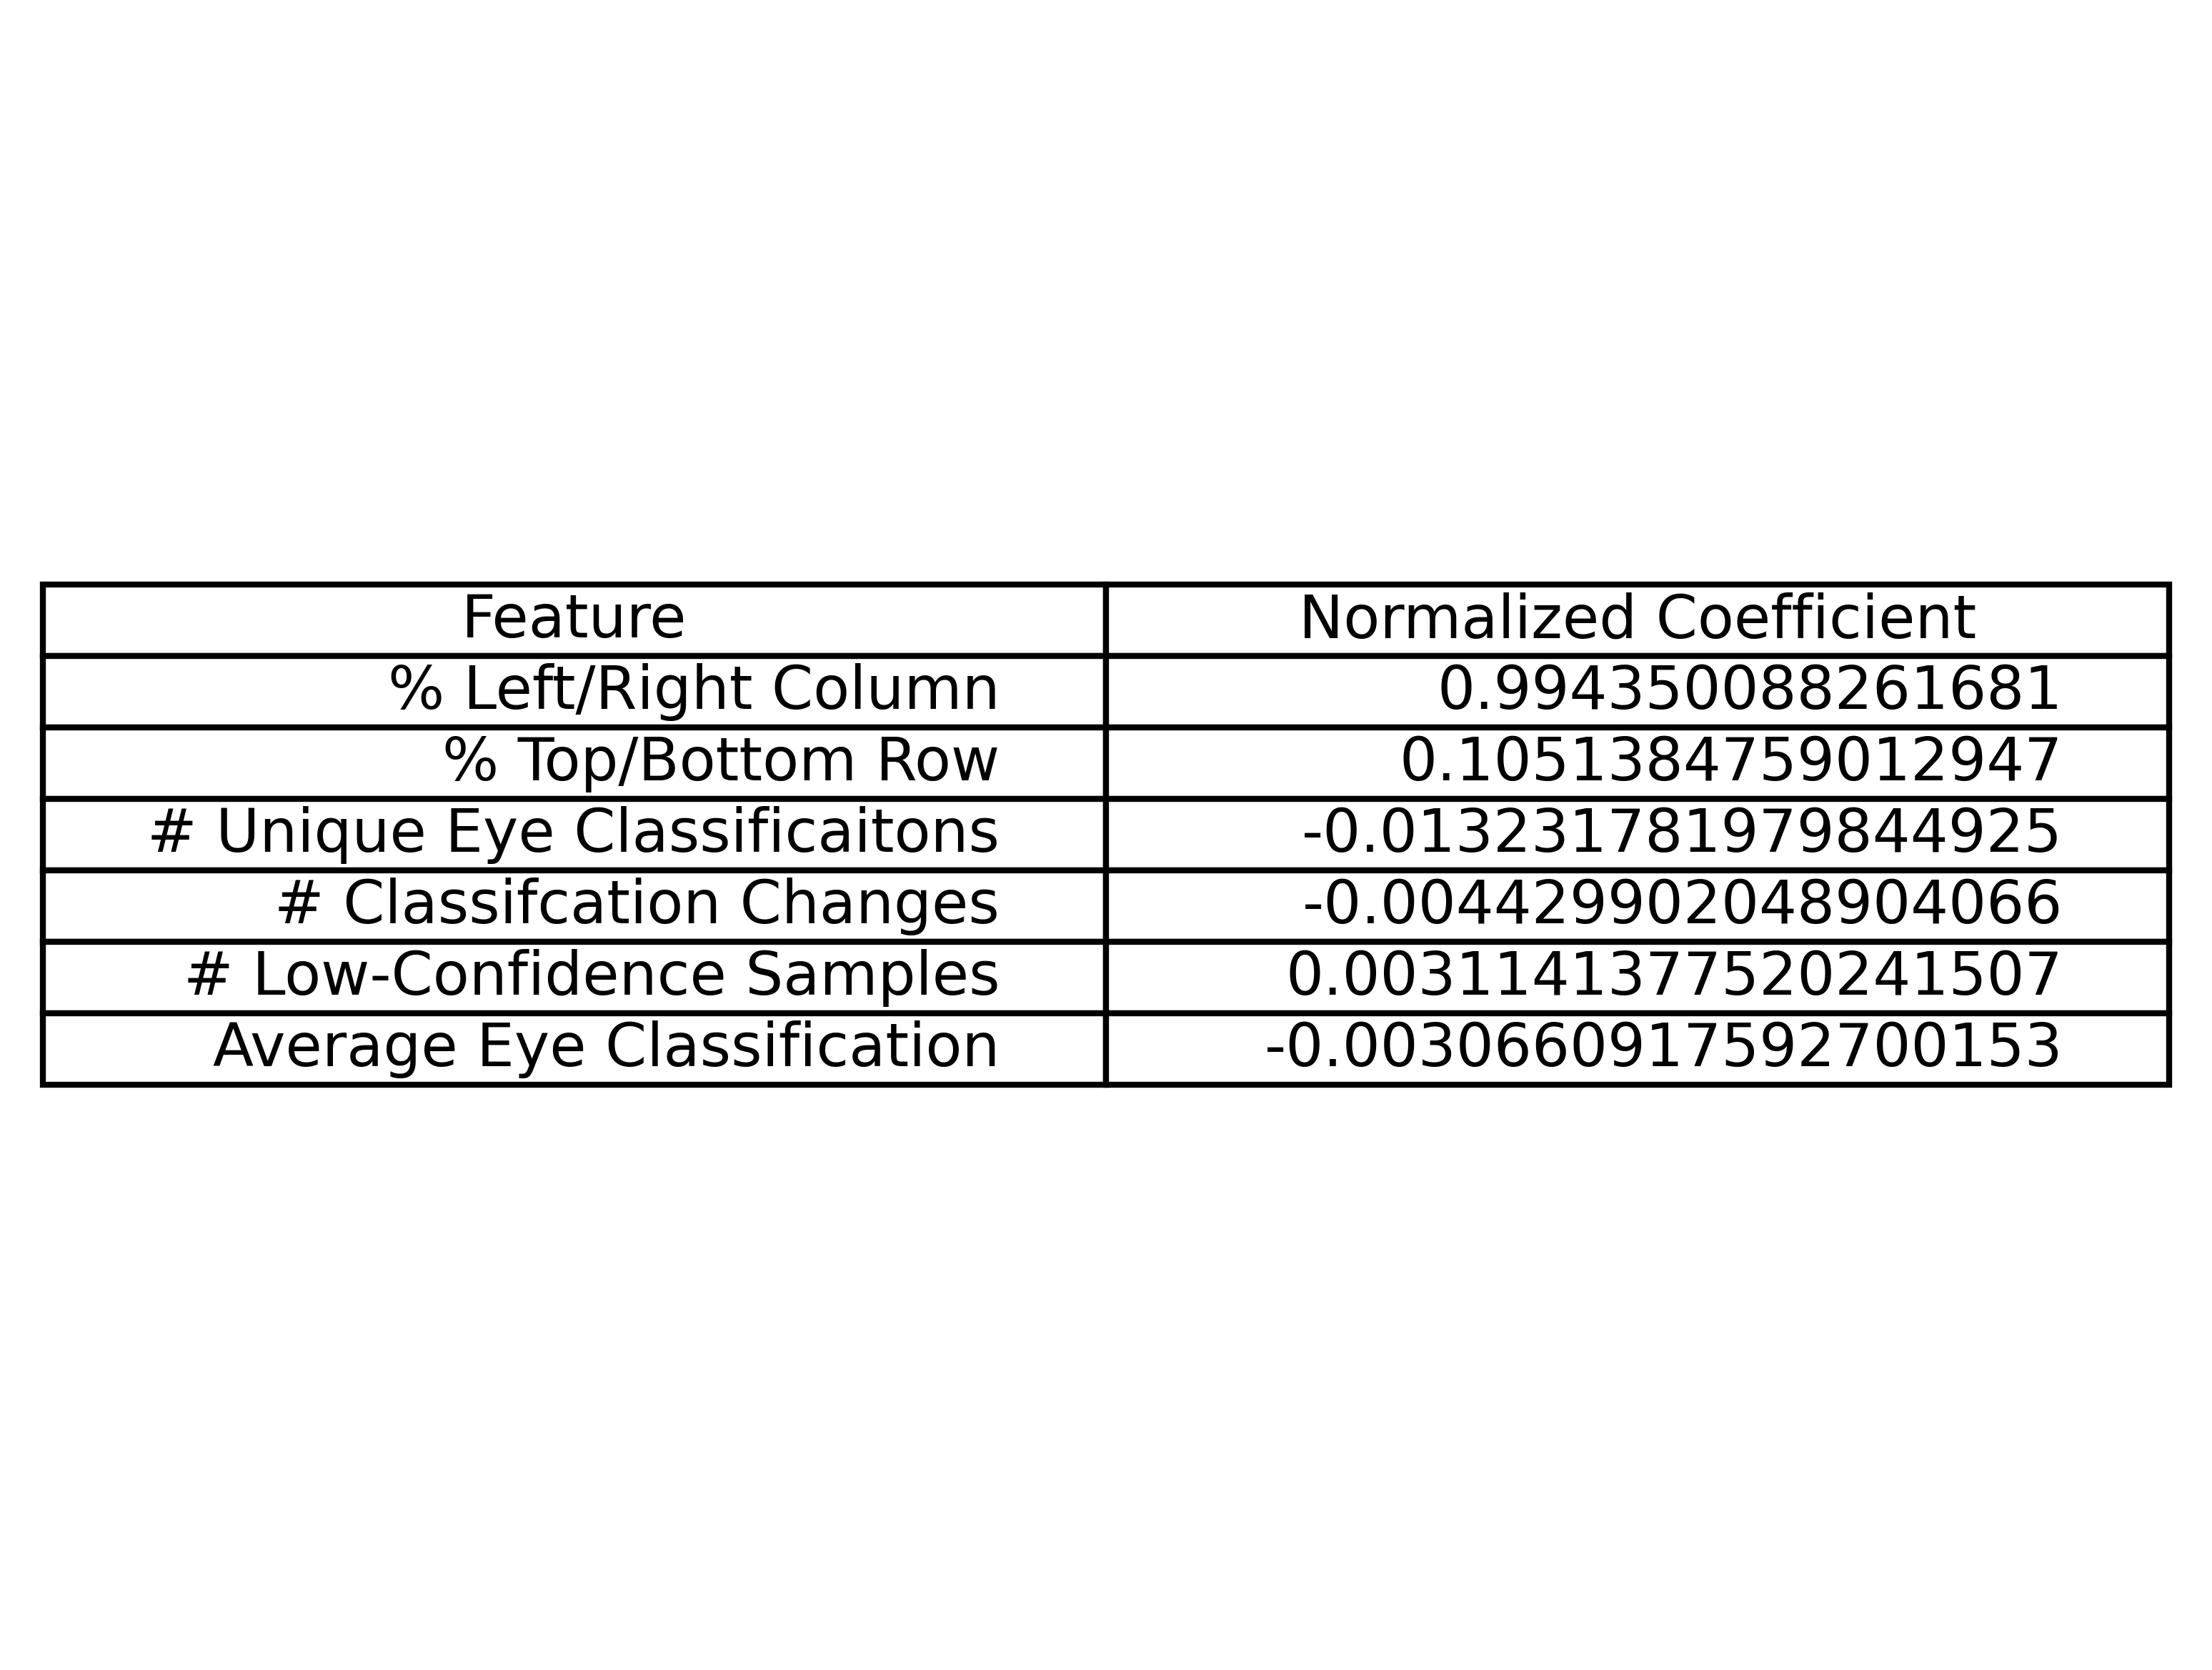 Feature Normalized Coefficient
% Left/Right Column 0.994350088261681
% Top/Bottom Row 0.1051384759012947
# Unique Eye Classificaitons -0.013231781979844925
# Classifcation Changes -0.004429902048904066
# Low-Confidence Samples 0.0031141377520241507
Average Eye Classification -0.0030660917592700153